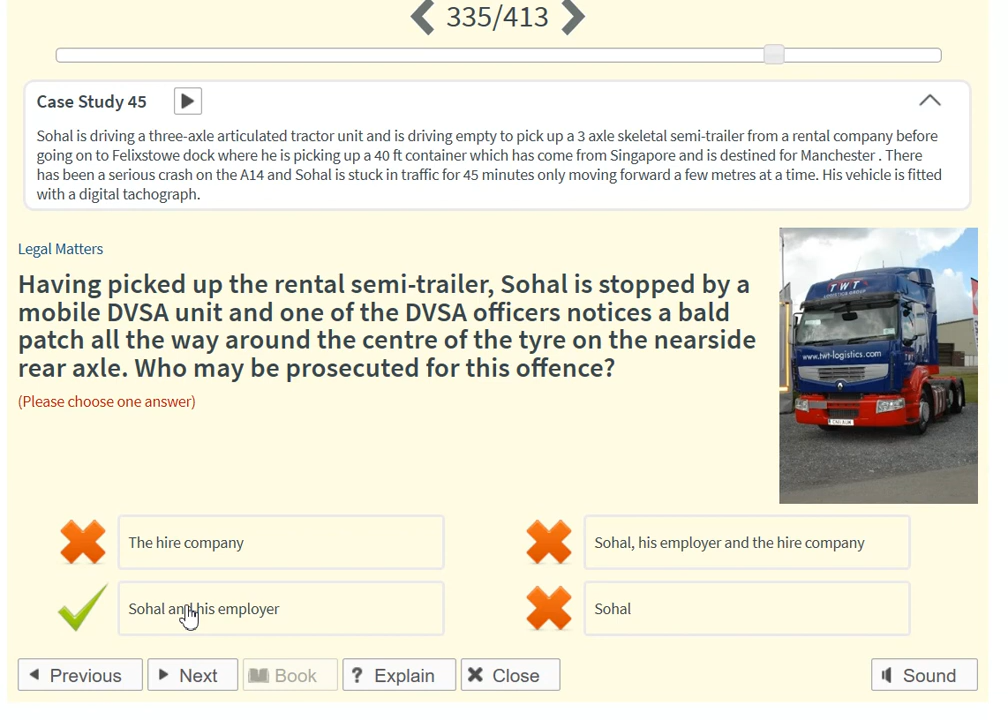 335/413
Case Study 45
Sohal is driving a three-axle articulated tractor unit and is driving empty to pick up a 3 axle skeletal semi-trailer from a rental company before
going on to Felixstowe dock where he is picking up a 40 ft container which has come from Singapore and is destined for Manchester . There
has been a serious crash on the A14 and Sohal is stuck in traffic for 45 minutes only moving forward a few metres at a time. His vehicle is fitted
with a digital tachograph.
Legal Matters
Having picked up the rental semi-trailer, Sohal is stopped by a
mobile DVSA unit and one of the DVSA officers notices a bald
patch all the way around the centre of the tyre on the nearside
rear axle. Who may be prosecuted for this offence?
(Please choose one answer)
TWT
LOGISTICS GROUP
www.twt-logistics.com
The hire company
Sohal, his employer and the hire company
Sohal and his employer
Sohal
Previous
Next
Book
? Explain
Close
Sound